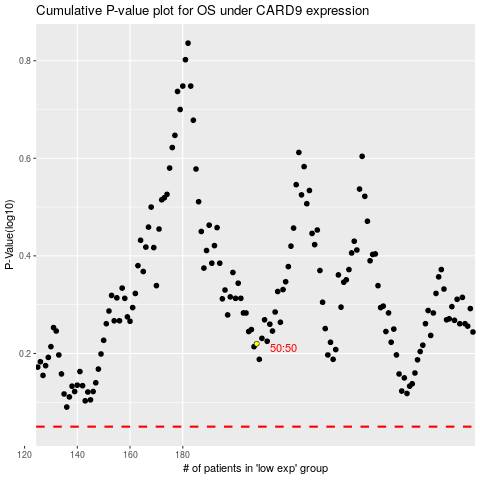 Cumulative P-value plot for OS under CARD9 expression
P-Value(log10)
0.8
0.6
0.4
0.2
50:50
120 140 160 180
# of patients in 'low exp' group